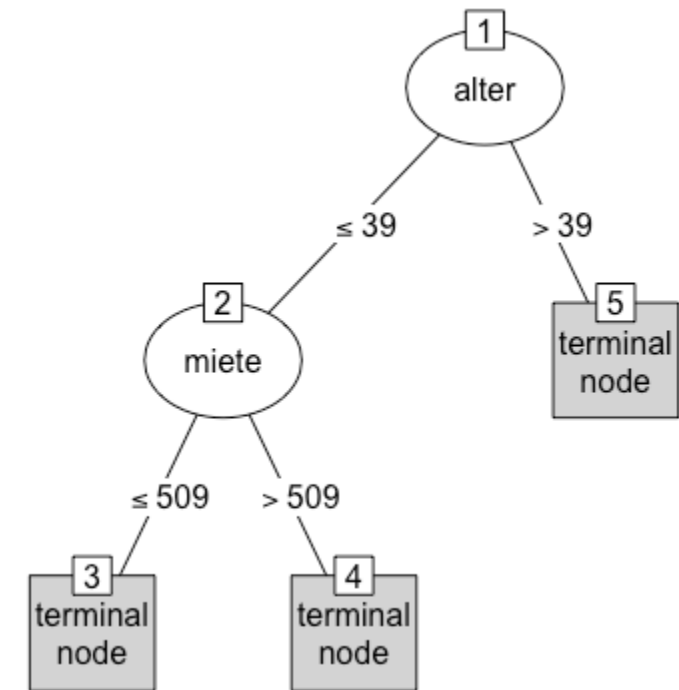 1
alter
≤ 39
> 39
2
miete
5
terminal
node
≤ 509
> 509
3
terminal
node
4
terminal
node